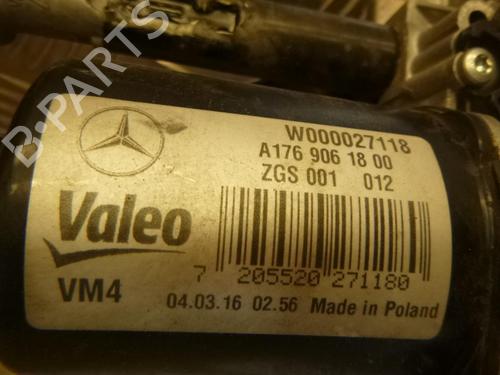 B-PARTS
W000027118
A176 906 18 00
ZGS 001 012
Valeo
7 205520 271180
VM4
04.03.16 02.56 Made in Poland